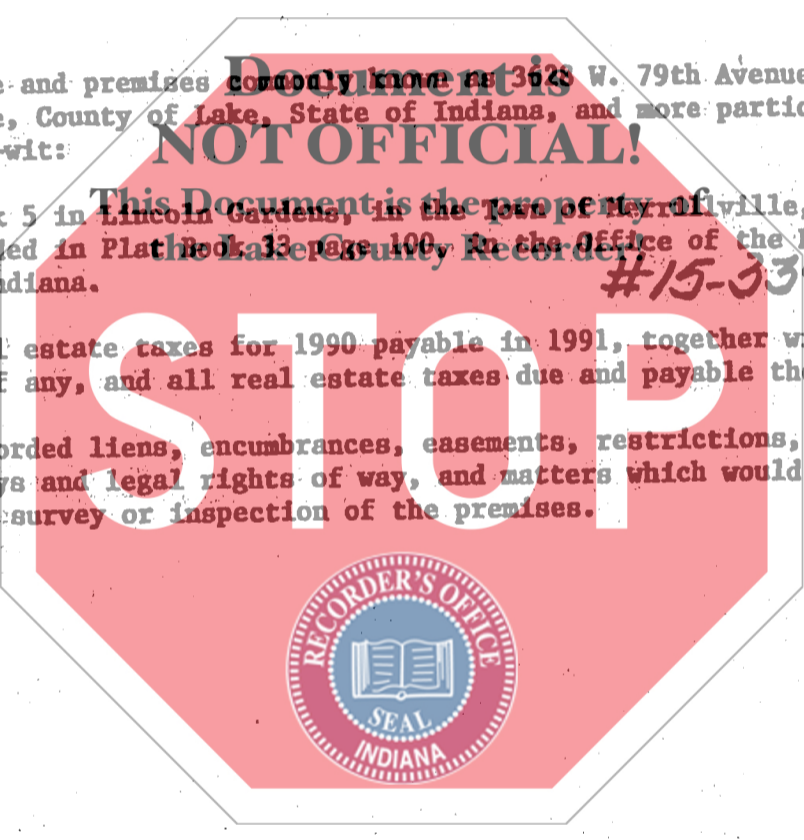 e and premises commonly known as 3628 W. 79th Avenue
Document is
e, County of Lake, State of Indiana, and more partic
NOT OFFICIAL!
-wit:
This Document is the property of
k 5 in Lincoln Gardens, in the Town of Merrillville,
the Lake County Recorder!
ded in Plat Book 33 page 100, in the Office of the
ndiana.
#15-33
l estate taxes for 1990 payable in 1991, together w
f any, and all real estate taxes due and payable the
STOP
orded liens, encumbrances, easements, restrictions,
ys and legal rights of way, and matters which would
survey or inspection of the premises.
RECORDER'S OFFICE
SEAL
INDIANA